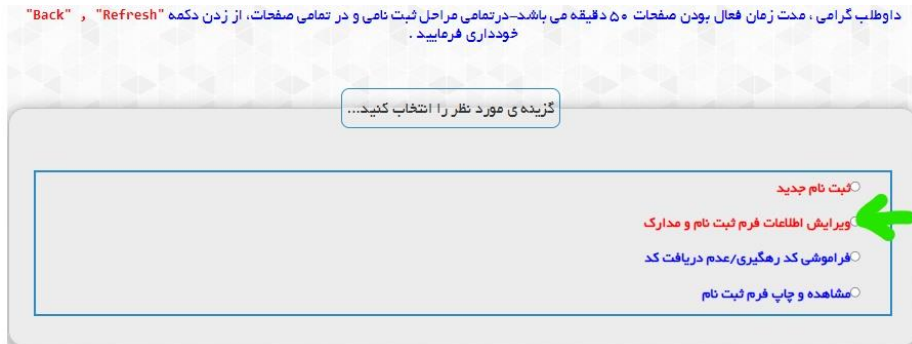 داوطلب گرامی ، مدت زمان فعال بودن صفحات ۵۰ دقیقه می باشد-درتمامی مراحل ثبت نامی و در تمامی صفحات، از زدن دکمه "Refresh" , "Back"
خودداری فرمایید .
گزینه ی مورد نظر را انتخاب کنید...
ثبت نام جدید
ویرایش اطلاعات فرم ثبت نام و مدارک
فراموشی کد رهگیری/عدم دریافت کد
مشاهده و چاپ فرم ثبت نام